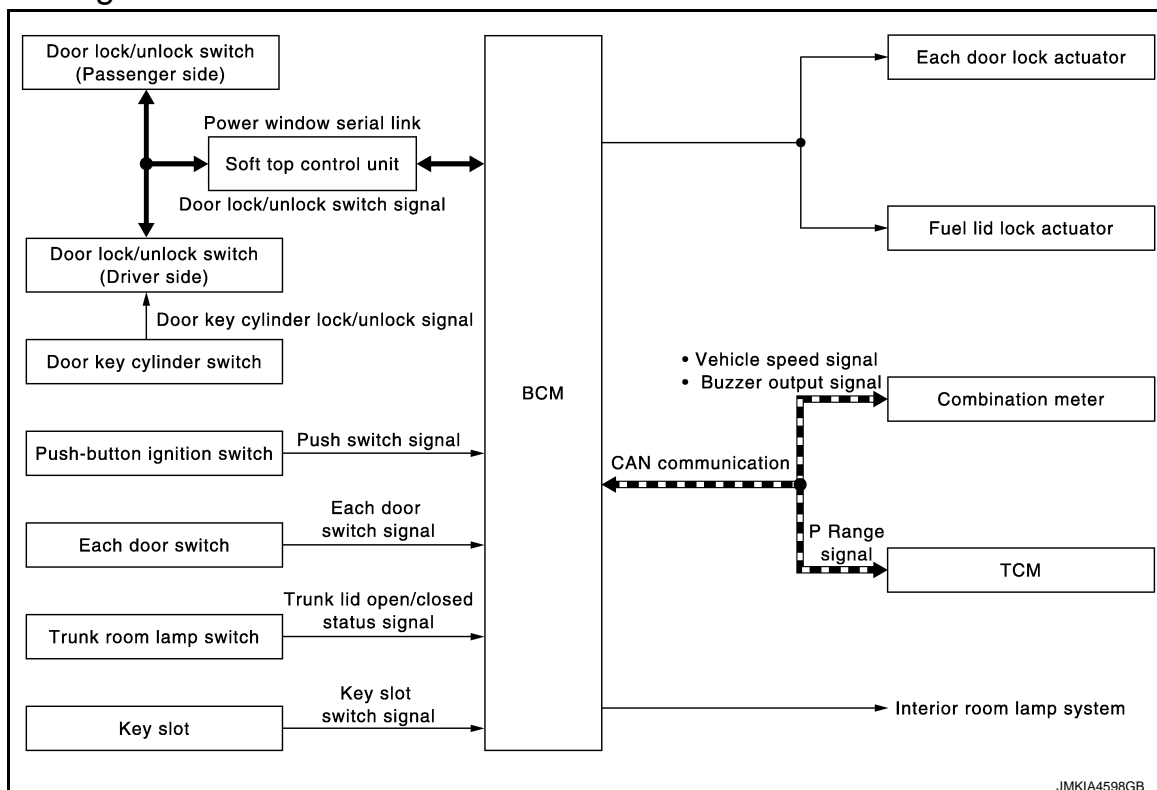 Door lock/unlock switch
(Passenger side)
Power window serial link
Soft top control unit
Door lock/unlock switch signal
Door lock/unlock switch
(Driver side)
Door key cylinder lock/unlock signal
Door key cylinder switch
Push-button ignition switch
Push switch signal
Each door switch
Each door
switch signal
Trunk room lamp switch
Trunk lid open/closed
status signal
Key slot
Key slot
switch signal
BCM
Each door lock actuator
Fuel lid lock actuator
• Vehicle speed signal
• Buzzer output signal
Combination meter
CAN communication
P Range
signal
TCM
Interior room lamp system
JMKIA4598GB